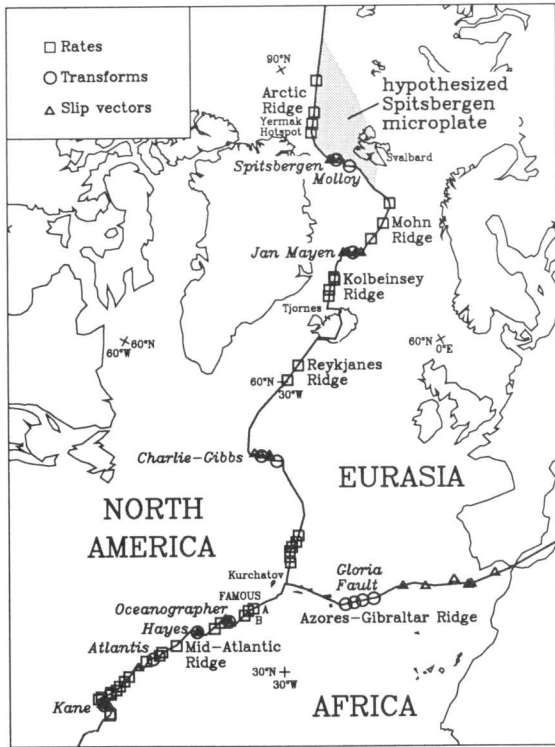 Rates
Transforms
Slip vectors
90°N
Arctic
Ridge
Yermak
Hotspot
hypothesized
Spitsbergen
microplate
Svalbard
Spitsbergen
Molloy
Mohn
Ridge
Jan Mayen
Kolbeinsey
Ridge
Tjornes
60°N
60°W
60°N
0°E
Reykjanes
Ridge
60°N
30°W
Charlie-Gibbs
EURASIA
NORTH
AMERICA
Kurchatov
Gloria
Fault
FAMOUS
A
B
Oceanographer
Azores-Gibraltar Ridge
Hayes
Atlantis
Mid-Atlantic
Ridge
30°N
30°W
Kane
AFRICA